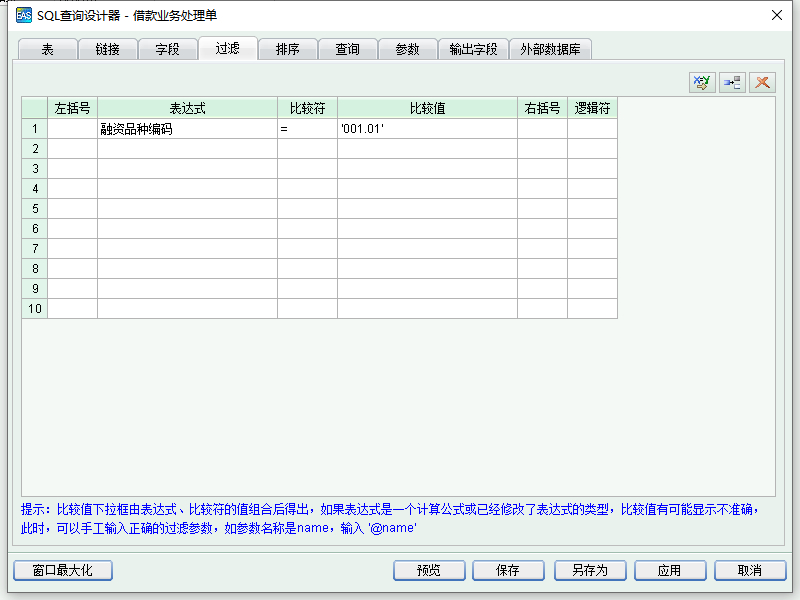 EAS SQL查询设计器 - 借款业务处理单
表 链接 字段 过滤 排序 查询 参数 输出字段 外部数据库
左括号 表达式 比较符 比较值 右括号 逻辑符
1 融资品种编码 = '001.01'
2
3
4
5
6
7
8
9
10
提示：比较值下拉框由表达式、比较符的值组合后得出，如果表达式是一个计算公式或已经修改了表达式的类型，比较值有可能显示不准确，
此时，可以手工输入正确的过滤参数，如参数名称是name，输入 '@name'
窗口最大化 预览 保存 另存为 应用 取消